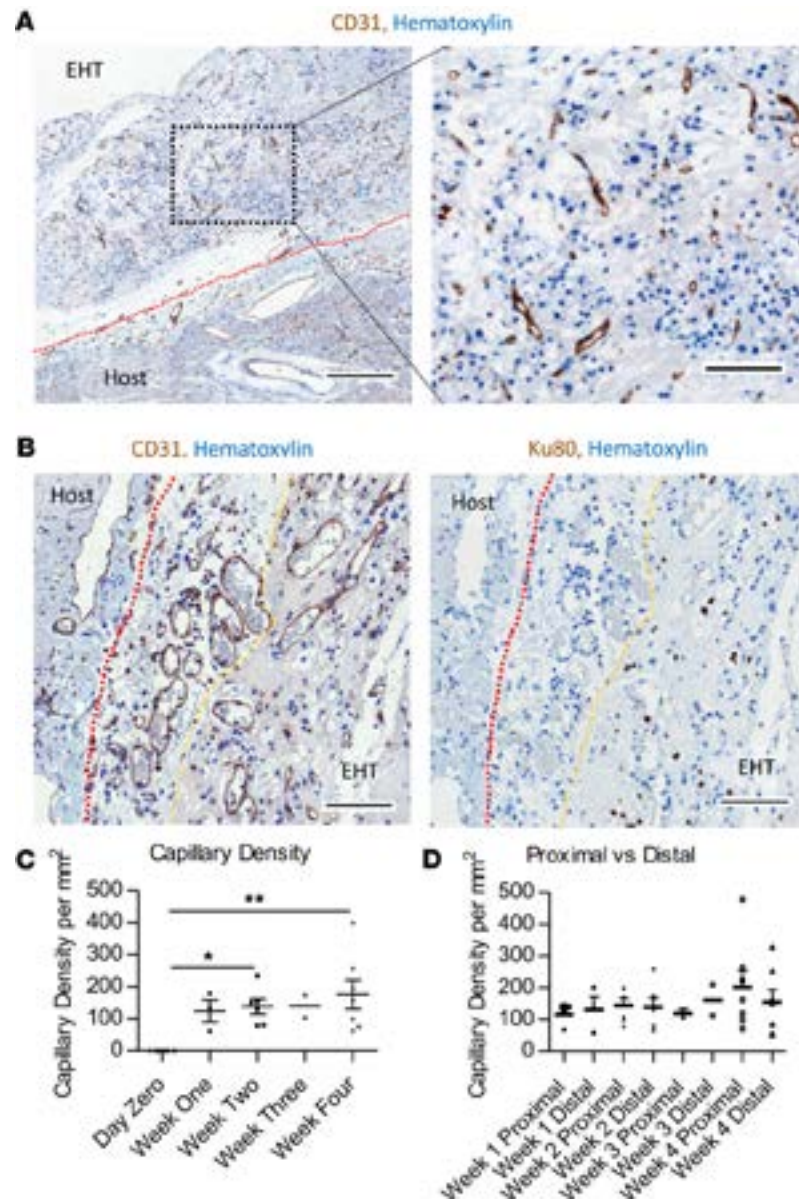 A
CD31, Hematoxylin
EHT
Host
B
CD31, Hematoxylin
Ku80, Hematoxylin
Host
EHT
Host
EHT
C
Capillary Density
Capillary Density per mm²
500
400
300
200
100
0
**
*
Day Zero
Week One
Week Two
Week Three
Week Four
D
Proximal vs Distal
Capillary Density per mm²
500
400
300
200
100
0
Week 1 Proximal
Week 1 Distal
Week 2 Proximal
Week 2 Distal
Week 3 Proximal
Week 3 Distal
Week 4 Proximal
Week 4 Distal